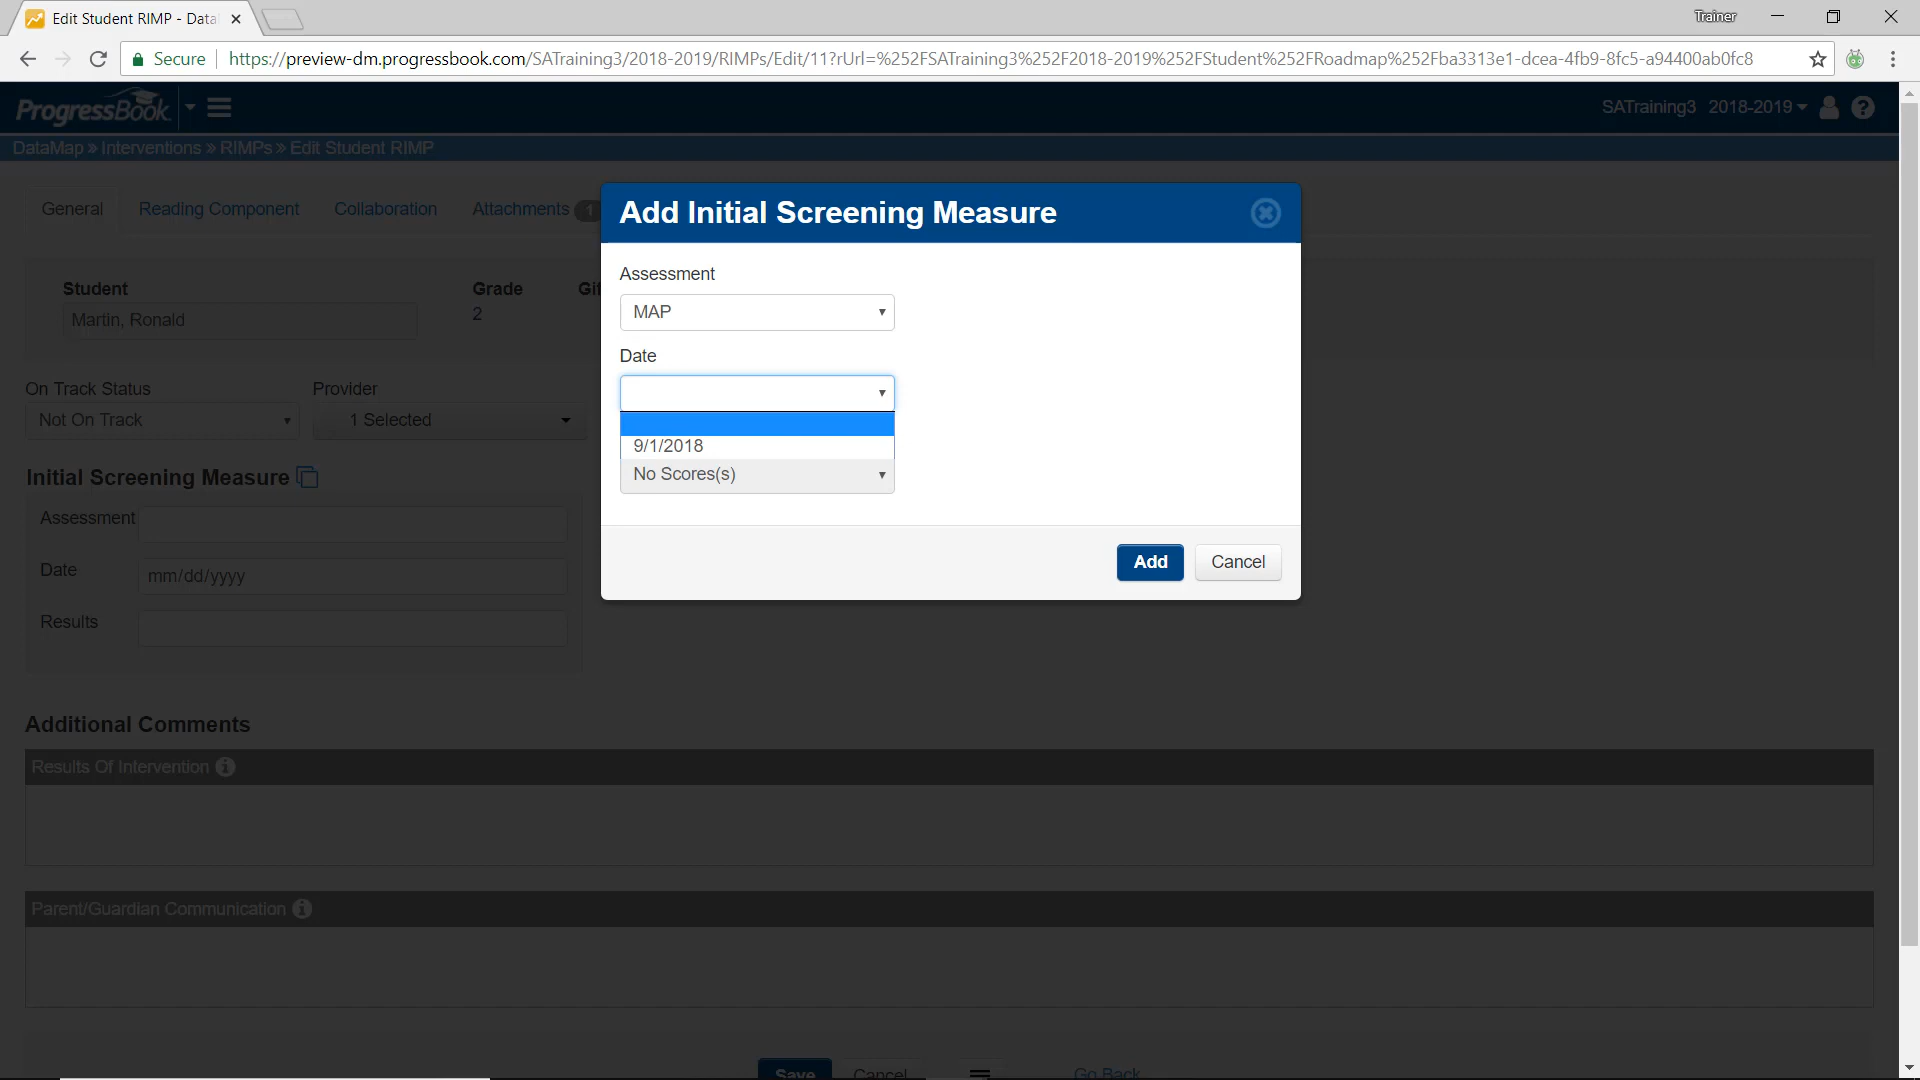 Edit Student RIMP - Data
Trainer
Secure
https://preview-dm.progressbook.com/SATraining3/2018-2019/RIMPs/Edit/11?rUrl=%252FSATraining3%252F2018-2019%252FStudent%252FRoadmap%252Fba3313e1-dcea-4fb9-8fc5-a94400ab0fc8
ProgressBook
SATraining3 2018-2019
DataMap » Interventions » RIMPs » Edit Student RIMP
General Reading Component Collaboration Attachments 1
Add Initial Screening Measure
Assessment
MAP
Date
9/1/2018
No Scores(s)
Add Cancel
Student Grade Gif
Martin, Ronald 2
On Track Status Provider
Not On Track 1 Selected
Initial Screening Measure
Assessment
Date mm/dd/yyyy
Results
Additional Comments
Results Of Intervention
Parent/Guardian Communication
Save Cancel Go Back